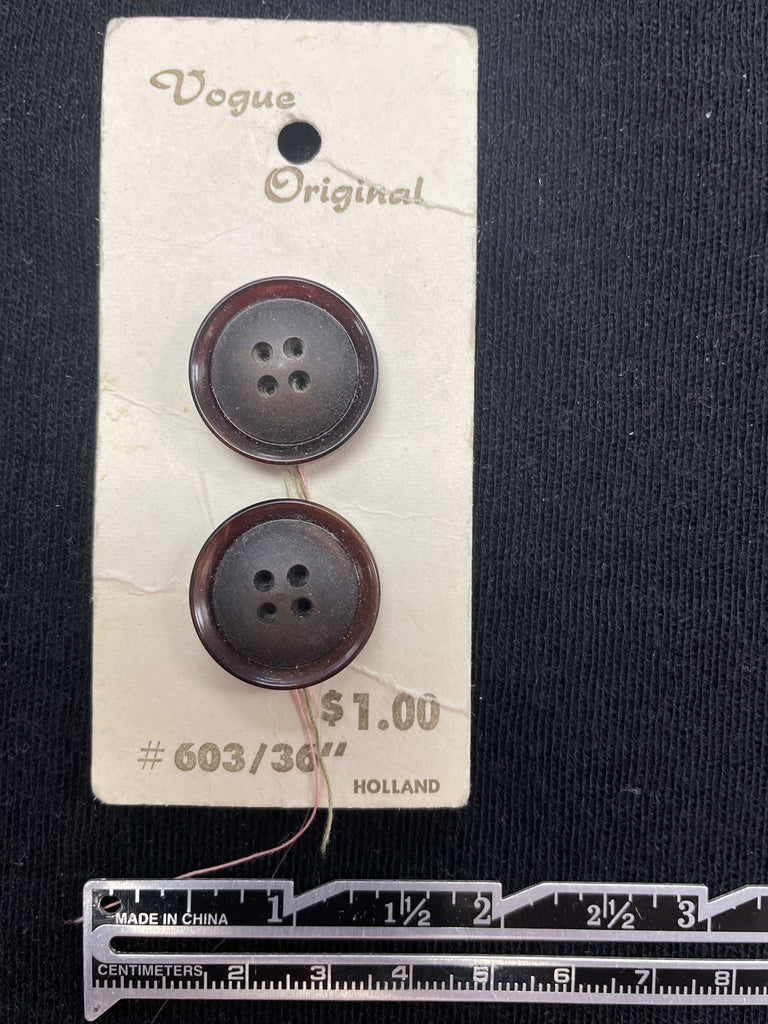 Vogue
Original
$1.00
# 603/36"
HOLLAND
1 1½ 2 2½ 3
MADE IN CHINA
CENTIMETERS 2 3 4 5 6 7 8